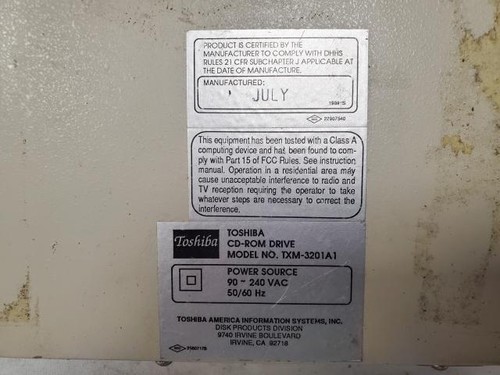 PRODUCT IS CERTIFIED BY THE
MANUFACTURER TO COMPLY WITH DHHS
RULES 21 CFR SUBCHAPTER J APPLICABLE AT
THE DATE OF MANUFACTURE.
MANUFACTURED:
JULY
This equipment has been tested with a Class A
computing device and has been found to com-
ply with Part 15 of FCC Rules. See instruction
manual. Operation in a residential area may
cause unacceptable interference to radio and
TV reception requiring the operator to take
whatever steps are necessary to correct the
interference.
Toshiba
TOSHIBA
CD-ROM DRIVE
MODEL NO. TXM-3201A1
POWER SOURCE
90 – 240 VAC
50/60 Hz
TOSHIBA AMERICA INFORMATION SYSTEMS, INC.
DISK PRODUCTS DIVISION
9740 IRVINE BOULEVARD
IRVINE, CA 92718